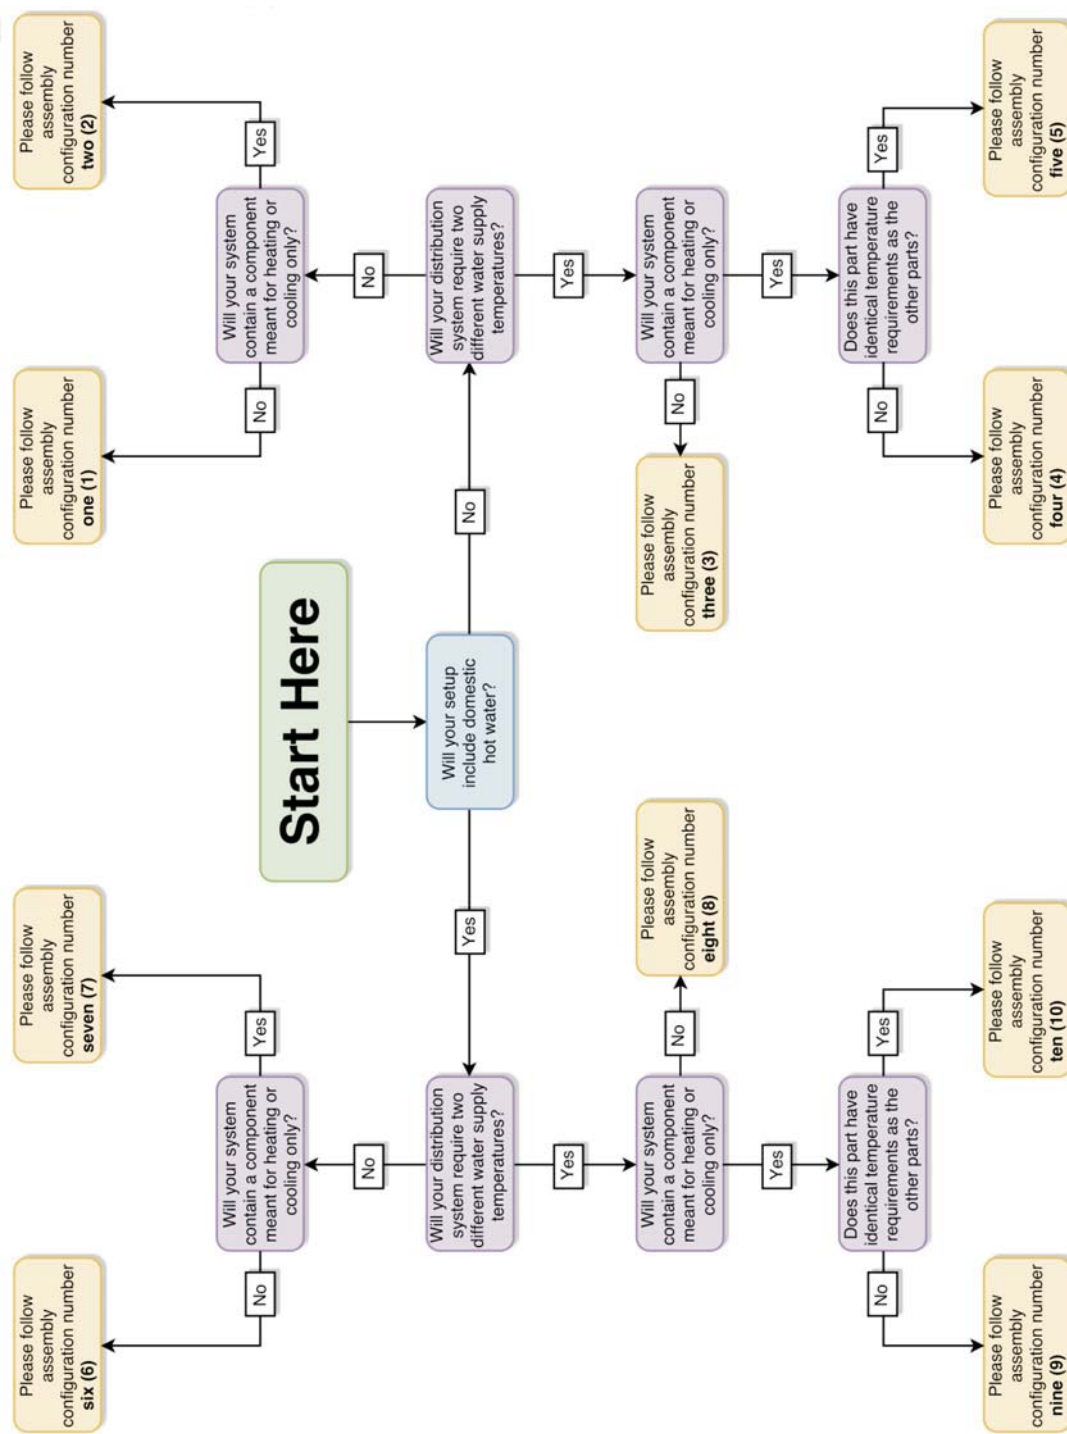 Please follow
assembly
configuration number
six (6)
Please follow
assembly
configuration number
seven (7)
Please follow
assembly
configuration number
one (1)
Please follow
assembly
configuration number
two (2)
No
Will your system
contain a component
meant for heating or
cooling only?
Yes
Start Here
No
Will your system
contain a component
meant for heating or
cooling only?
Yes
No
No
Will your distribution
system require two
different water supply
temperatures?
Yes
Will your setup
include domestic
hot water?
No
Will your distribution
system require two
different water supply
temperatures?
Yes
Yes
Will your system
contain a component
meant for heating or
cooling only?
No
Please follow
assembly
configuration number
eight (8)
Please follow
assembly
configuration number
three (3)
No
Will your system
contain a component
meant for heating or
cooling only?
Yes
Yes
No
Does this part have
identical temperature
requirements as the
other parts?
Yes
No
Does this part have
identical temperature
requirements as the
other parts?
Yes
Please follow
assembly
configuration number
nine (9)
Please follow
assembly
configuration number
ten (10)
Please follow
assembly
configuration number
four (4)
Please follow
assembly
configuration number
five (5)